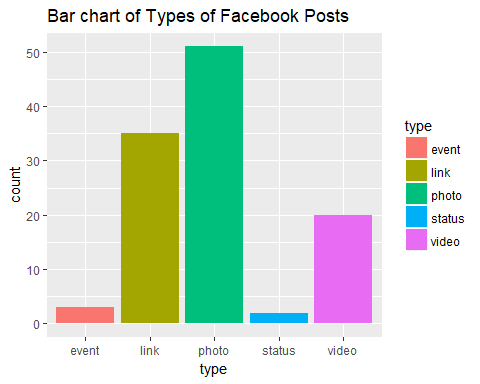 Bar chart of Types of Facebook Posts
50
40
30
20
10
0
count
event link photo status video
type
type
event
link
photo
status
video